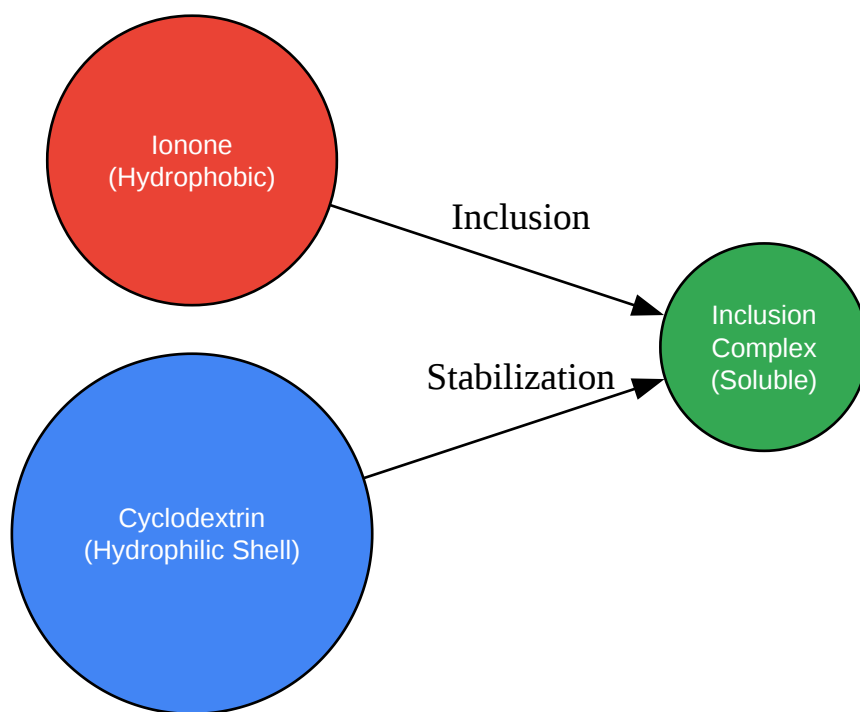 Ionone
(Hydrophobic)
Inclusion
Inclusion
Complex
(Soluble)
Stabilization
Cyclodextrin
(Hydrophilic Shell)